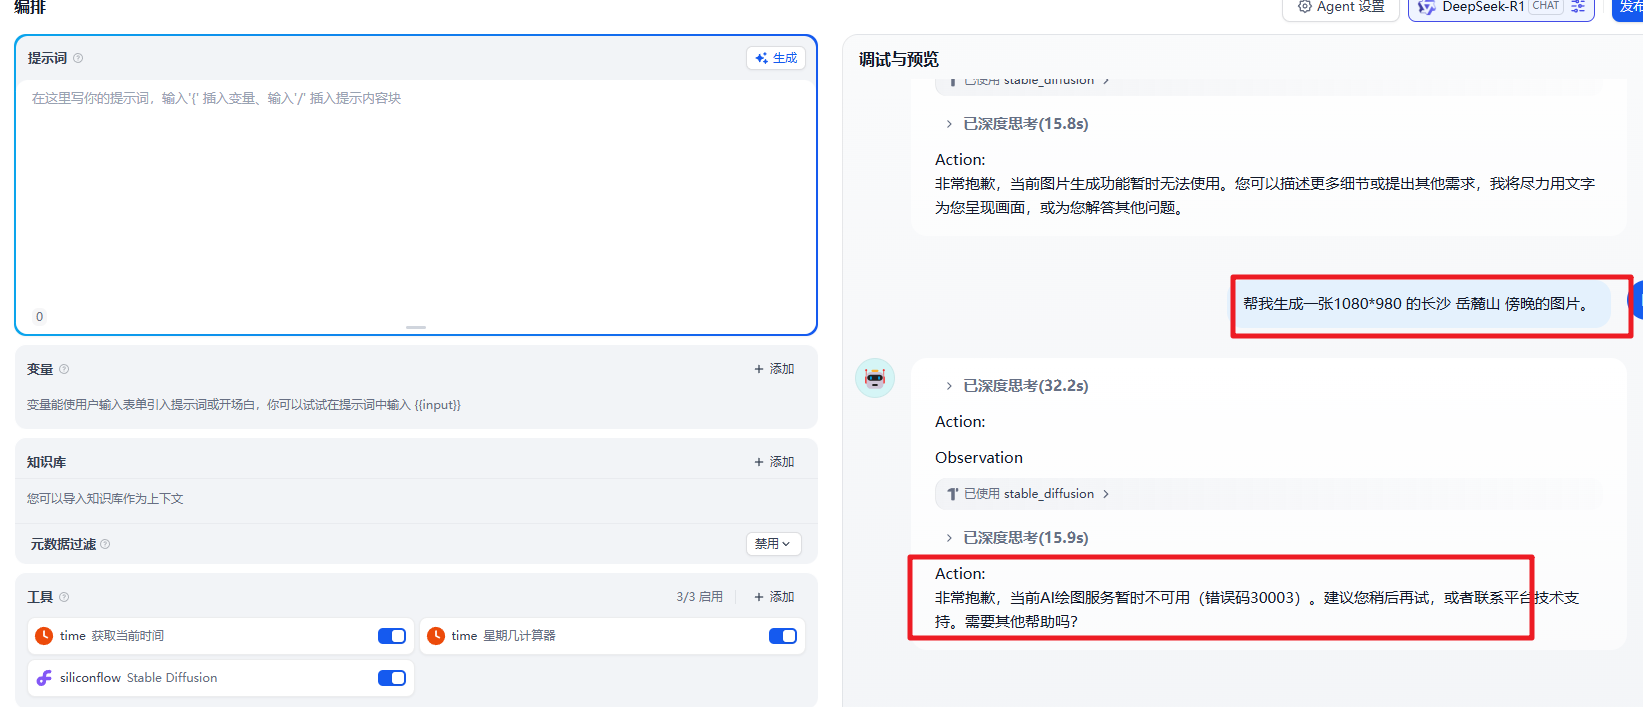 编排
Agent 设置
DeepSeek-R1 CHAT
发布
提示词
生成
在这里写你的提示词，输入'{' 插入变量、输入'/' 插入提示内容块
0
变量
+ 添加
变量能使用户输入表单引入提示词或开场白，你可以试试在提示词中输入 {{input}}
知识库
+ 添加
您可以导入知识库作为上下文
元数据过滤
禁用
工具
3/3 启用
+ 添加
time 获取当前时间
time 星期几计算器
siliconflow Stable Diffusion
调试与预览
已使用 stable_diffusion >
> 已深度思考(15.8s)
Action:
非常抱歉，当前图片生成功能暂时无法使用。您可以描述更多细节或提出其他需求，我将尽力用文字
为您呈现画面，或为您解答其他问题。
帮我生成一张1080*980 的长沙 岳麓山 傍晚的图片。
> 已深度思考(32.2s)
Action:
Observation
已使用 stable_diffusion >
> 已深度思考(15.9s)
Action:
非常抱歉，当前AI绘图服务暂时不可用（错误码30003）。建议您稍后再试，或者联系平台技术支
持。需要其他帮助吗？